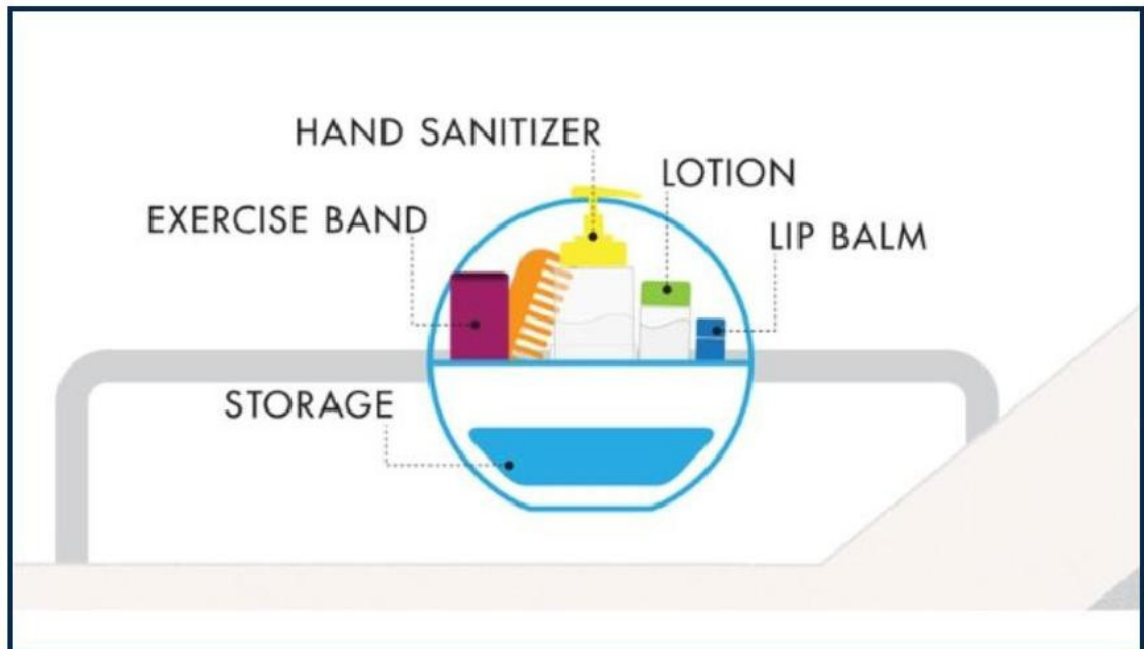 HAND SANITIZER
LOTION
EXERCISE BAND
LIP BALM
STORAGE